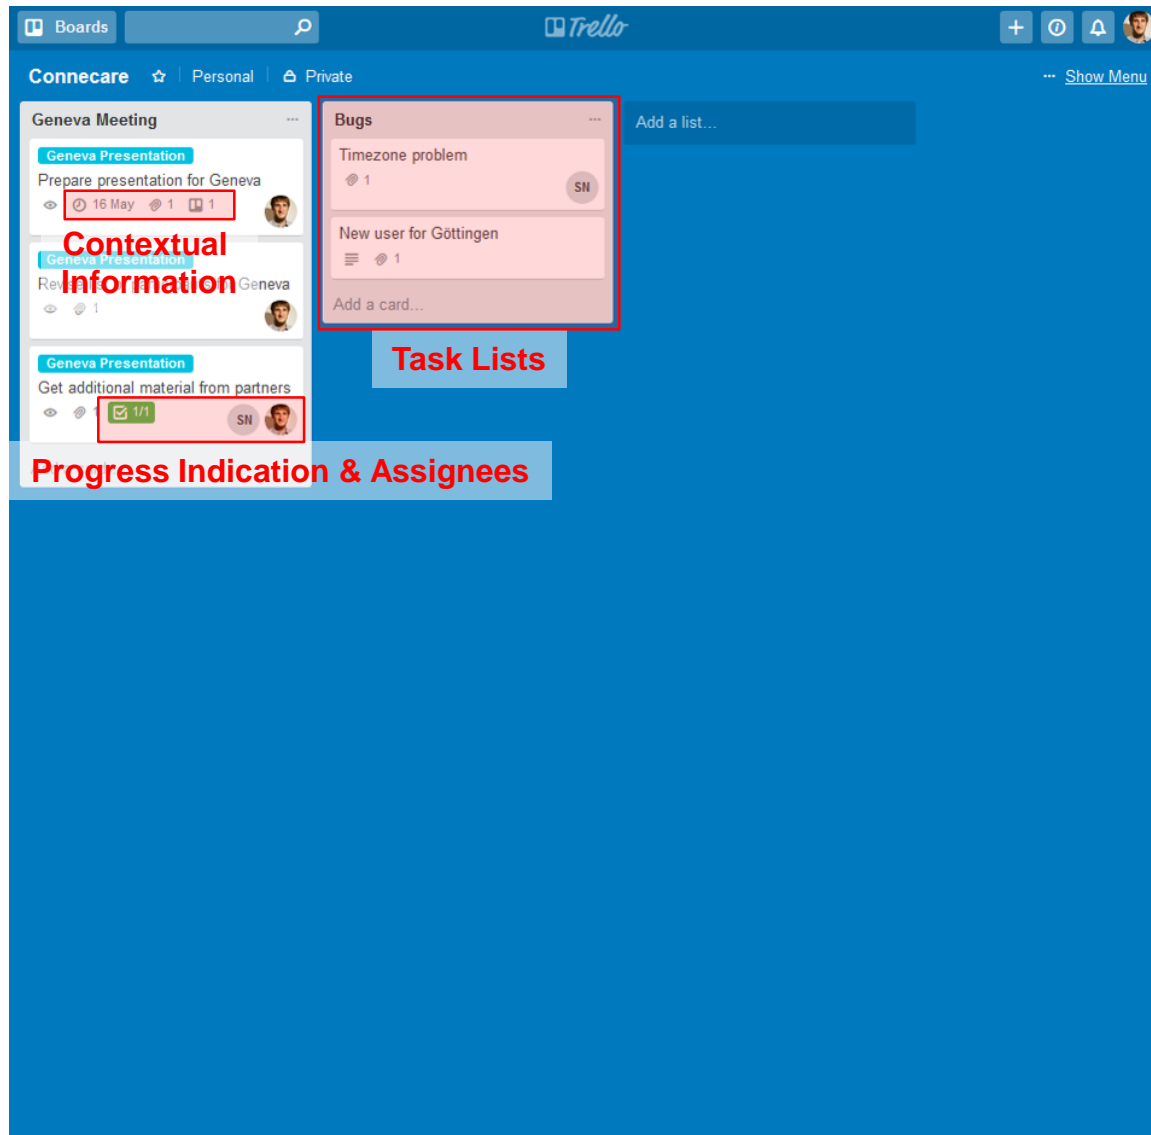 Boards
Trello
Connecare
Personal
Private
Show Menu
Geneva Meeting
Geneva Presentation
Prepare presentation for Geneva
16 May 1 1
Contextual
Information
Geneva Presentation
Geneva
1
Geneva Presentation
Get additional material from partners
1/1
SN
Progress Indication & Assignees
Bugs
Timezone problem
1
SN
New user for Göttingen
1
Add a card...
Task Lists
Add a list...